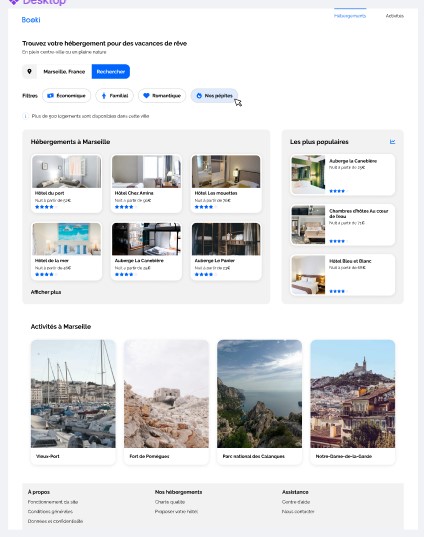 Desktop
Booki
Hébergements
Activités
Trouvez votre hébergement pour des vacances de rêve
En plein centre-ville ou en pleine nature
Marseille, France
Rechercher
Filtres
Économique
Familial
Romantique
Nos pépites
Plus de 500 logements sont disponibles dans cette ville
Hébergements à Marseille
Hôtel du port
Nuit à partir de 52€
Hôtel Chez Amina
Nuit à partir de
Hôtel Les mouettes
Nuit à partir de 76€
Hôtel de la mer
Nuit à partir de
Auberge La Canebière
Nuit à partir de 24€
Auberge Le Panier
Nuit à partir de 23€
Afficher plus
Les plus populaires
Auberge la Canebière
Nuit à partir de 25€
Chambres d'hôtes Au cœur
de l'eau
Nuit à partir de 71€
Hôtel Bleu et Blanc
Nuit à partir de 68€
Activités à Marseille
Vieux-Port
Fort de Pomègues
Parc national des Calanques
Notre-Dame-de-la-Garde
À propos
Fonctionnement du site
Conditions générales
Données et confidentialité
Nos hébergements
Charte qualité
Proposer votre hôtel
Assistance
Centre d'aide
Nous contacter